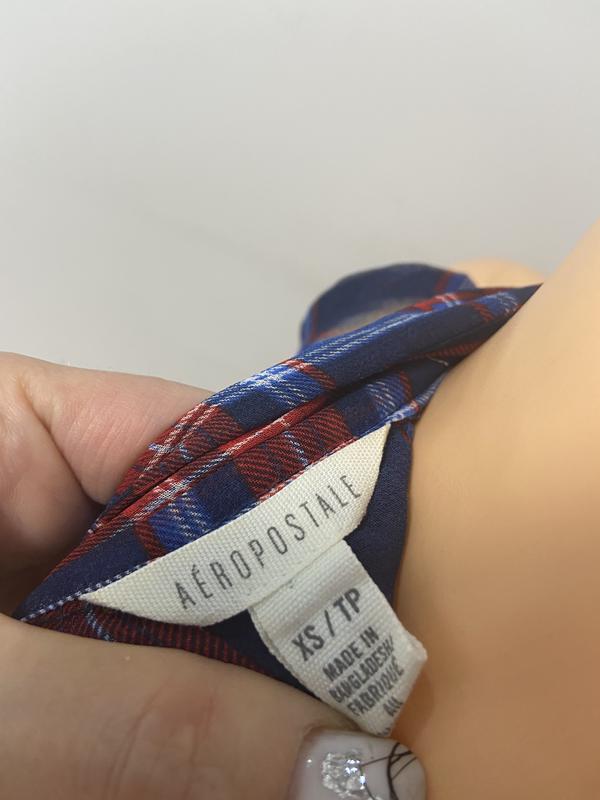 AÉROPOSTALE
XS / TP
MADE IN
BANGLADESH/
FABRIQUÉ